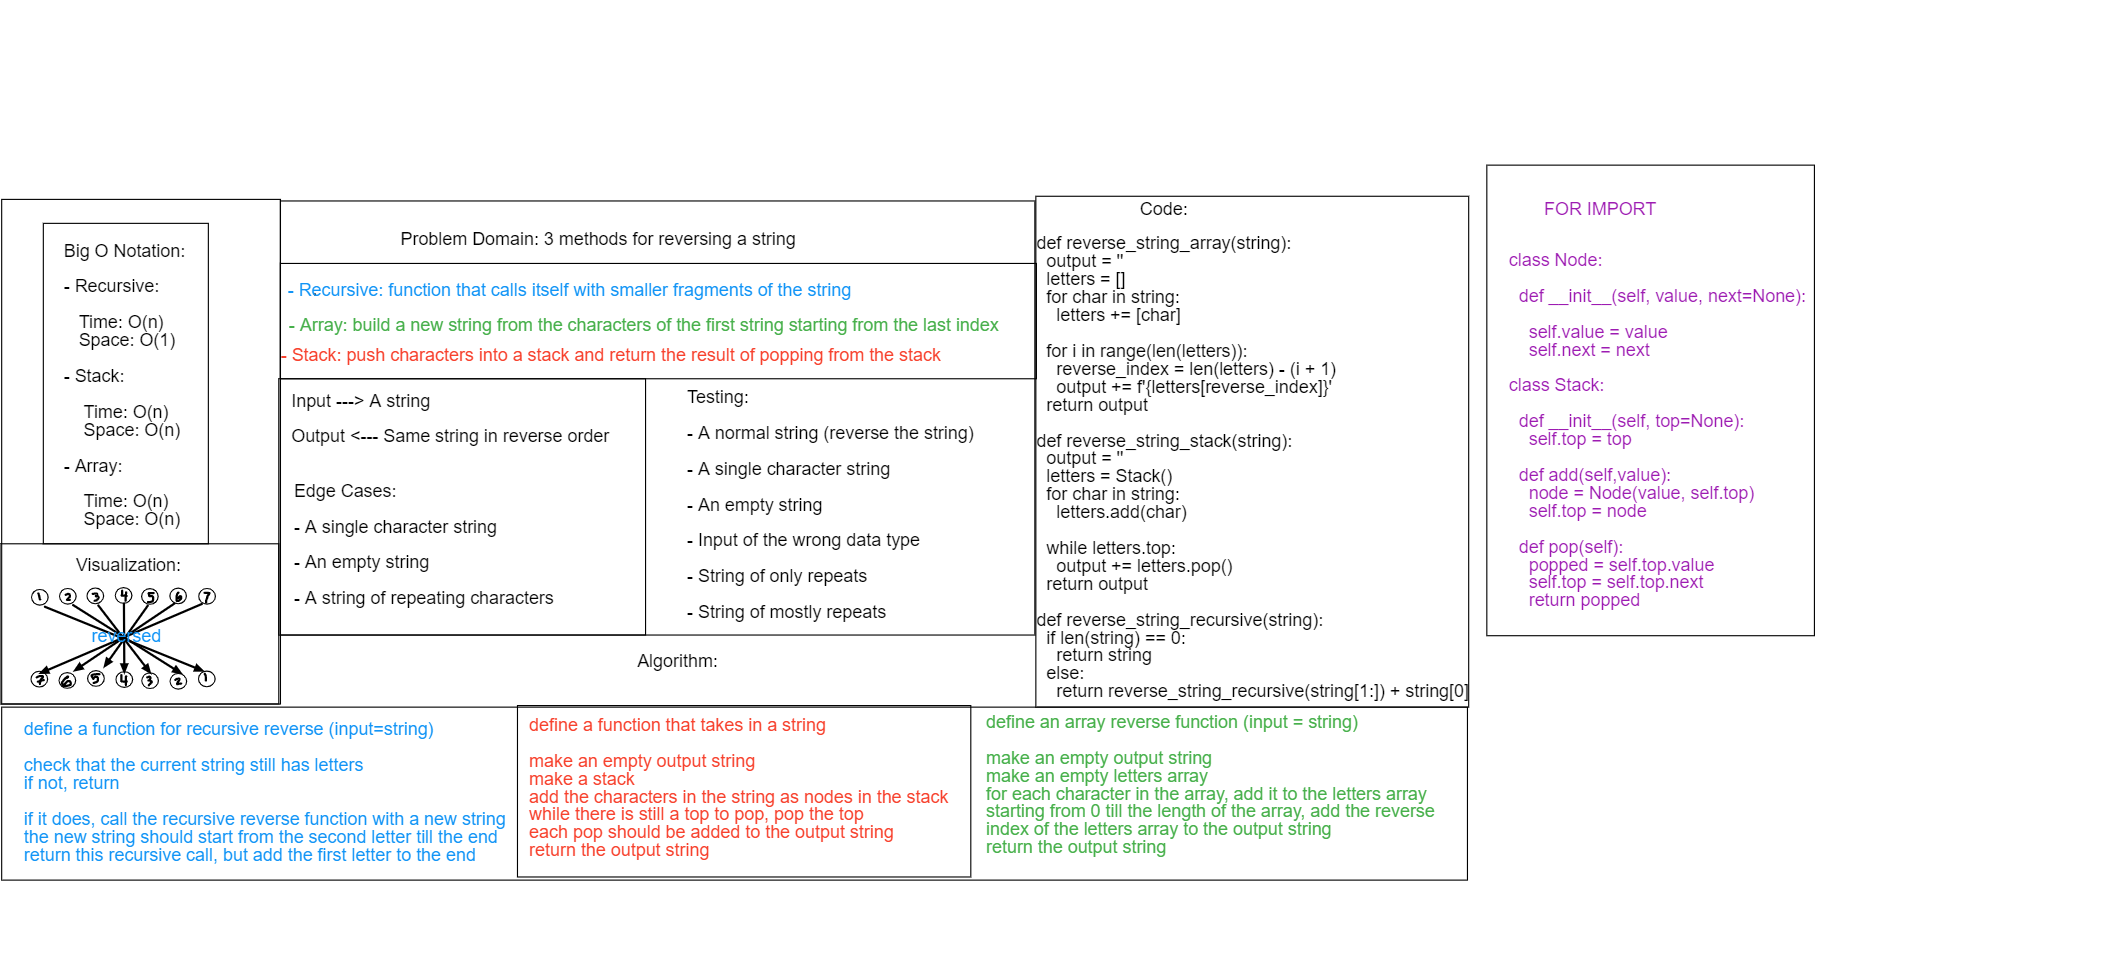 Big O Notation:
- Recursive:
Time: O(n)
Space: O(1)
- Stack:
Time: O(n)
Space: O(n)
- Array:
Time: O(n)
Space: O(n)
Visualization:
1 2 3 4 5 6 7
reversed
7 6 5 4 3 2 1
Problem Domain: 3 methods for reversing a string
- Recursive: function that calls itself with smaller fragments of the string
- Array: build a new string from the characters of the first string starting from the last index
- Stack: push characters into a stack and return the result of popping from the stack
Input ---> A string
Output <--- Same string in reverse order
Edge Cases:
- A single character string
- An empty string
- A string of repeating characters
Testing:
- A normal string (reverse the string)
- A single character string
- An empty string
- Input of the wrong data type
- String of only repeats
- String of mostly repeats
Algorithm:
define a function for recursive reverse (input=string)
check that the current string still has letters
if not, return
if it does, call the recursive reverse function with a new string
the new string should start from the second letter till the end
return this recursive call, but add the first letter to the end
define a function that takes in a string
make an empty output string
make a stack
add the characters in the string as nodes in the stack
while there is still a top to pop, pop the top
each pop should be added to the output string
return the output string
define an array reverse function (input = string)
make an empty output string
make an empty letters array
for each character in the array, add it to the letters array
starting from 0 till the length of the array, add the reverse
index of the letters array to the output string
return the output string
Code:
def reverse_string_array(string):
output = ''
letters = []
for char in string:
letters += [char]
for i in range(len(letters)):
reverse_index = len(letters) - (i + 1)
output += f'{letters[reverse_index]}'
return output
def reverse_string_stack(string):
output = ''
letters = Stack()
for char in string:
letters.add(char)
while letters.top:
output += letters.pop()
return output
def reverse_string_recursive(string):
if len(string) == 0:
return string
else:
return reverse_string_recursive(string[1:]) + string[0]
FOR IMPORT
class Node:
def __init__(self, value, next=None):
self.value = value
self.next = next
class Stack:
def __init__(self, top=None):
self.top = top
def add(self,value):
node = Node(value, self.top)
self.top = node
def pop(self):
popped = self.top.value
self.top = self.top.next
return popped